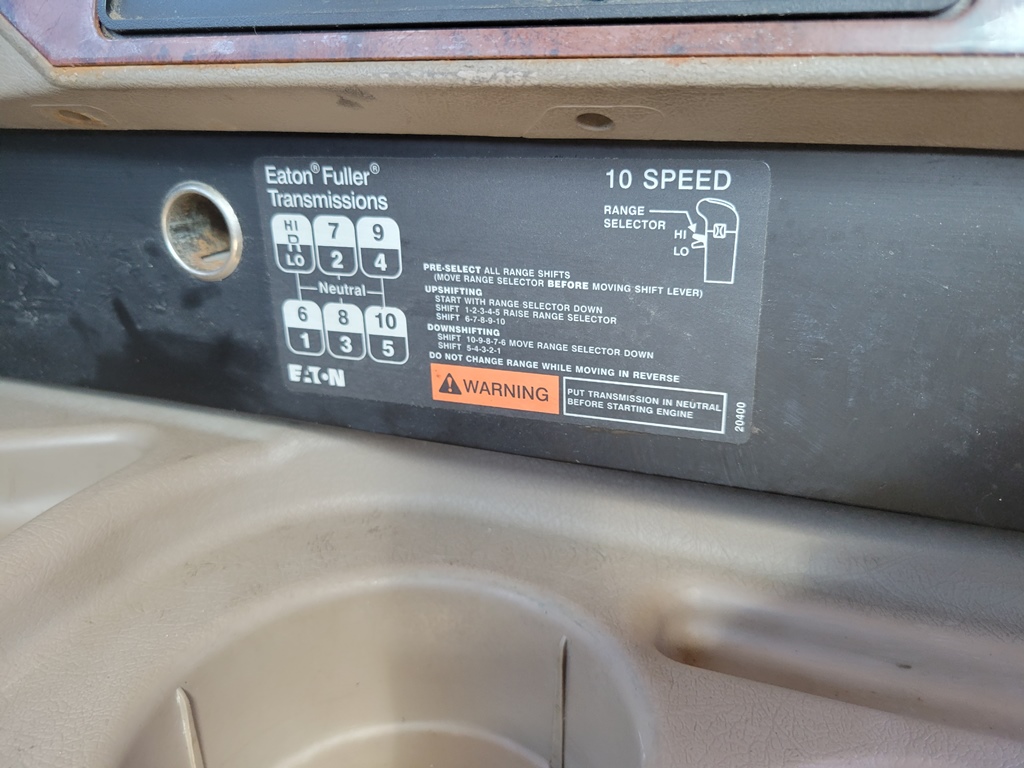 Eaton® Fuller®
Transmissions
10 SPEED
HI
R
LO
7
2
9
4
Neutral
6
1
8
3
10
5
EATON
RANGE
SELECTOR
HI
LO
PRE-SELECT ALL RANGE SHIFTS
(MOVE RANGE SELECTOR BEFORE MOVING SHIFT LEVER)
UPSHIFTING
START WITH RANGE SELECTOR DOWN
SHIFT 1-2-3-4-5 RAISE RANGE SELECTOR
SHIFT 6-7-8-9-10
DOWNSHIFTING
SHIFT 10-9-8-7-6 MOVE RANGE SELECTOR DOWN
SHIFT 5-4-3-2-1
DO NOT CHANGE RANGE WHILE MOVING IN REVERSE
WARNING
PUT TRANSMISSION IN NEUTRAL
BEFORE STARTING ENGINE
20400